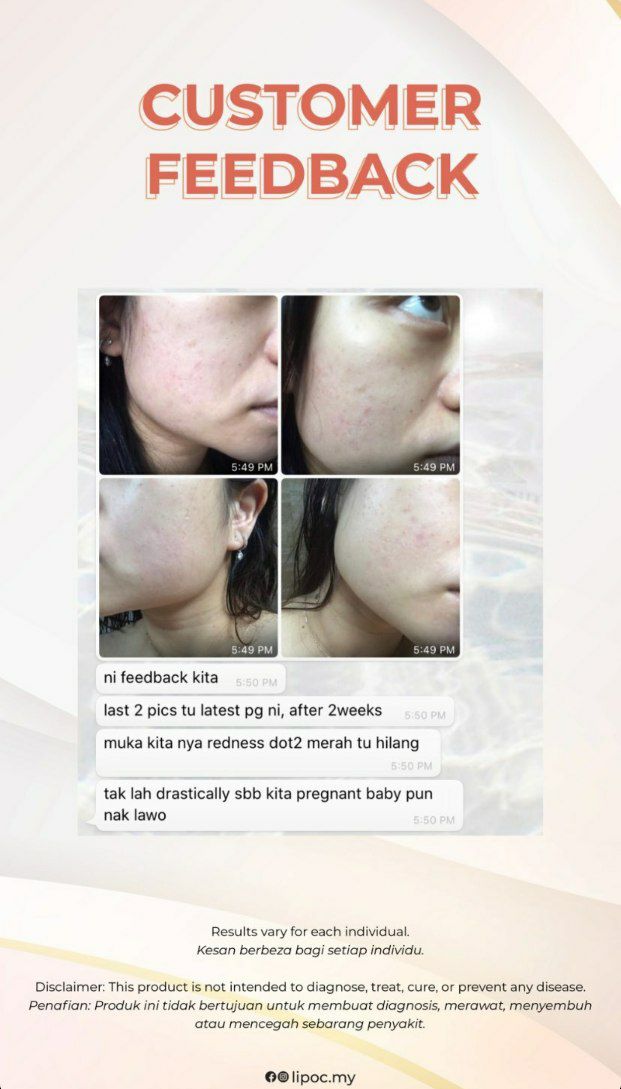 CUSTOMER
FEEDBACK
5:49 PM
5:49 PM
5:49 PM
5:49 PM
ni feedback kita 5:50 PM
last 2 pics tu latest pg ni, after 2weeks 5:50 PM
muka kita nya redness dot2 merah tu hilang
5:50 PM
tak lah drastically sbb kita pregnant baby pun
nak lawo 5:50 PM
Results vary for each individual.
Kesan berbeza bagi setiap individu.
Disclaimer: This product is not intended to diagnose, treat, cure, or prevent any disease.
Penafian: Produk ini tidak bertujuan untuk membuat diagnosis, merawat, menyembuh
atau mencegah sebarang penyakit.
lipoc.my